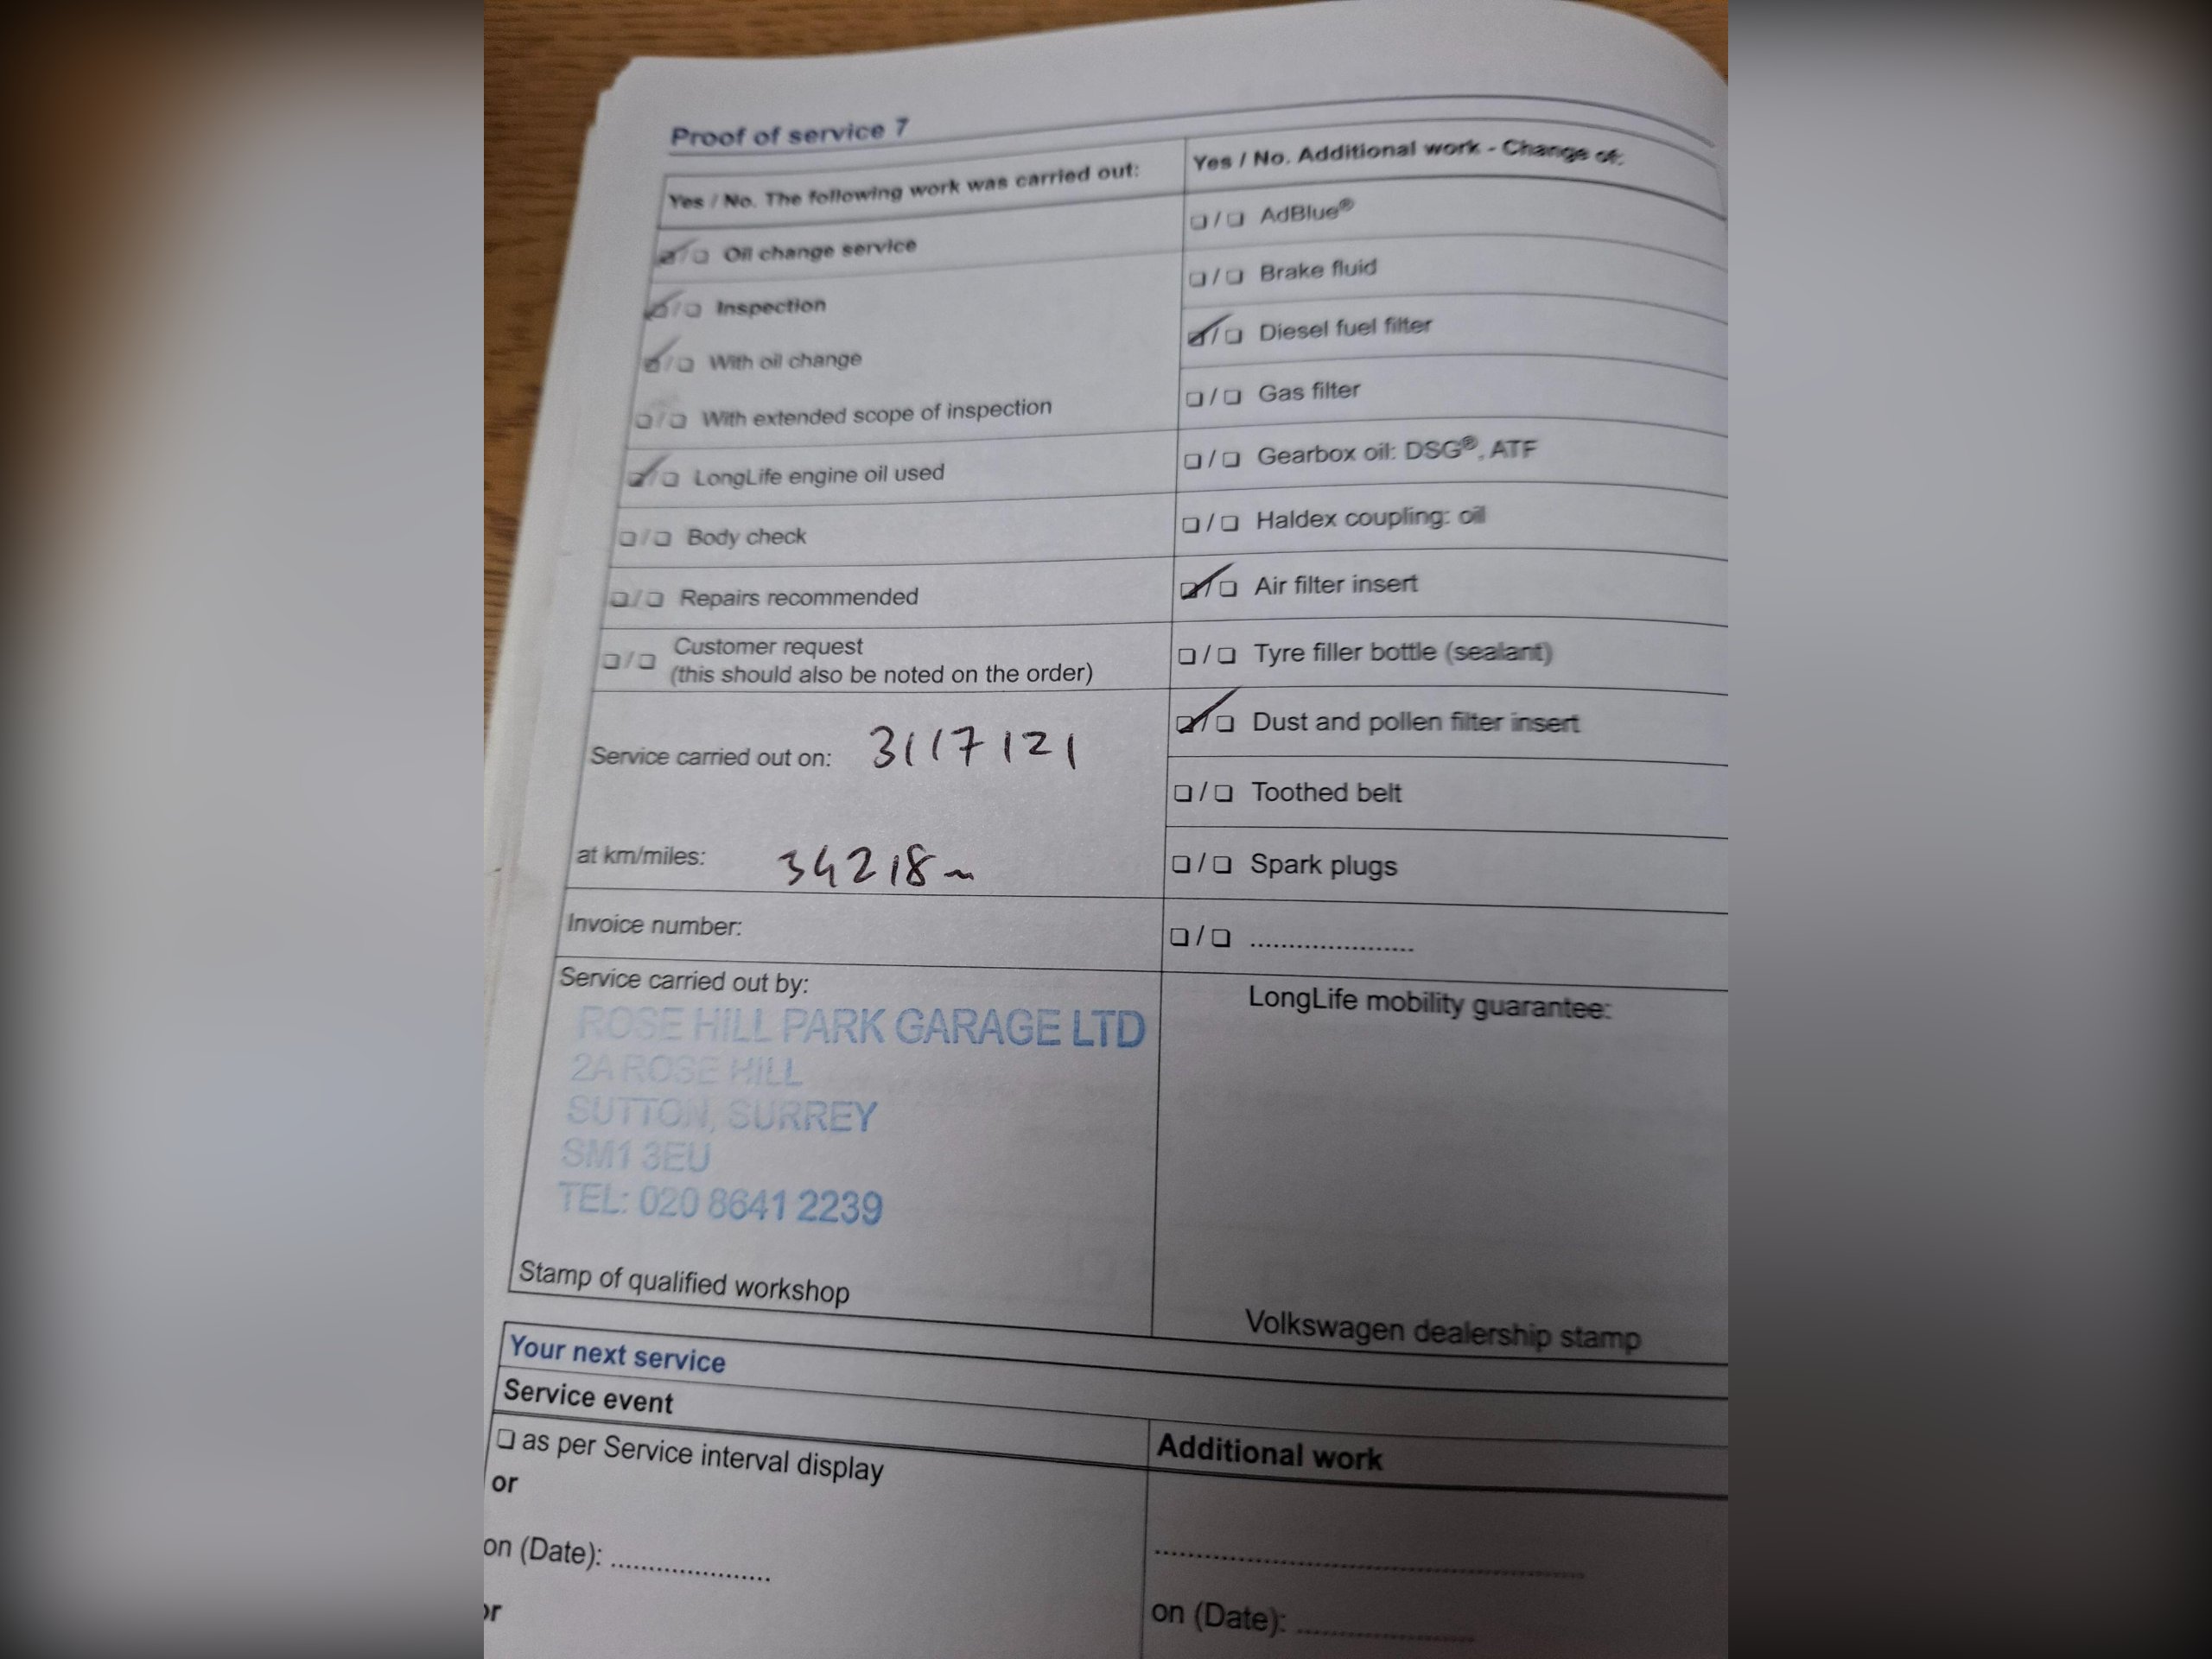 Proof of service 7
Yes / No. The following work was carried out:
☑/☐ Oil change service
☑/☐ Inspection
☑/☐ With oil change
☐/☐ With extended scope of inspection
☑/☐ LongLife engine oil used
☐/☐ Body check
☐/☐ Repairs recommended
☐/☐ Customer request
(this should also be noted on the order)
Service carried out on: 31/7/21
at km/miles: 34218m
Invoice number:
Service carried out by:
ROSE HILL PARK GARAGE LTD
2A ROSE HILL
SUTTON, SURREY
SM1 3EU
TEL: 020 8641 2239
Stamp of qualified workshop
Yes / No. Additional work - Change of:
☐/☐ AdBlue®
☐/☐ Brake fluid
☑/☐ Diesel fuel filter
☐/☐ Gas filter
☐/☐ Gearbox oil: DSG®, ATF
☐/☐ Haldex coupling: oil
☑/☐ Air filter insert
☐/☐ Tyre filler bottle (sealant)
☑/☐ Dust and pollen filter insert
☐/☐ Toothed belt
☐/☐ Spark plugs
☐/☐ ......................
LongLife mobility guarantee:
Volkswagen dealership stamp
Your next service
Service event
☐ as per Service interval display
or
on (Date): .....................
or
Additional work
..........................................................
on (Date): ........................